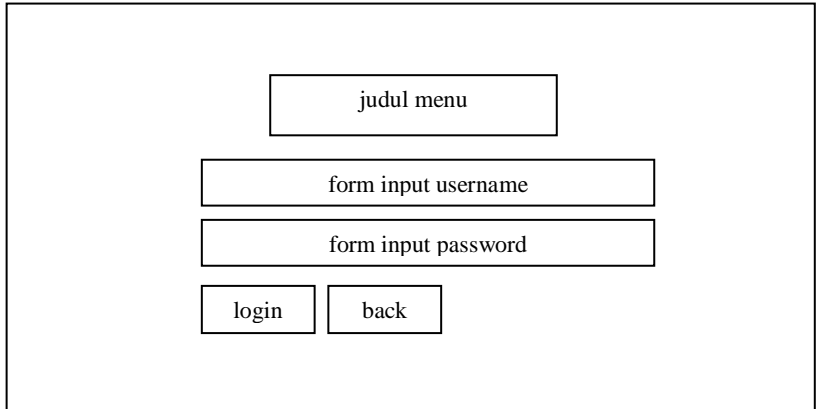 judul menu
form input username
form input password
login back